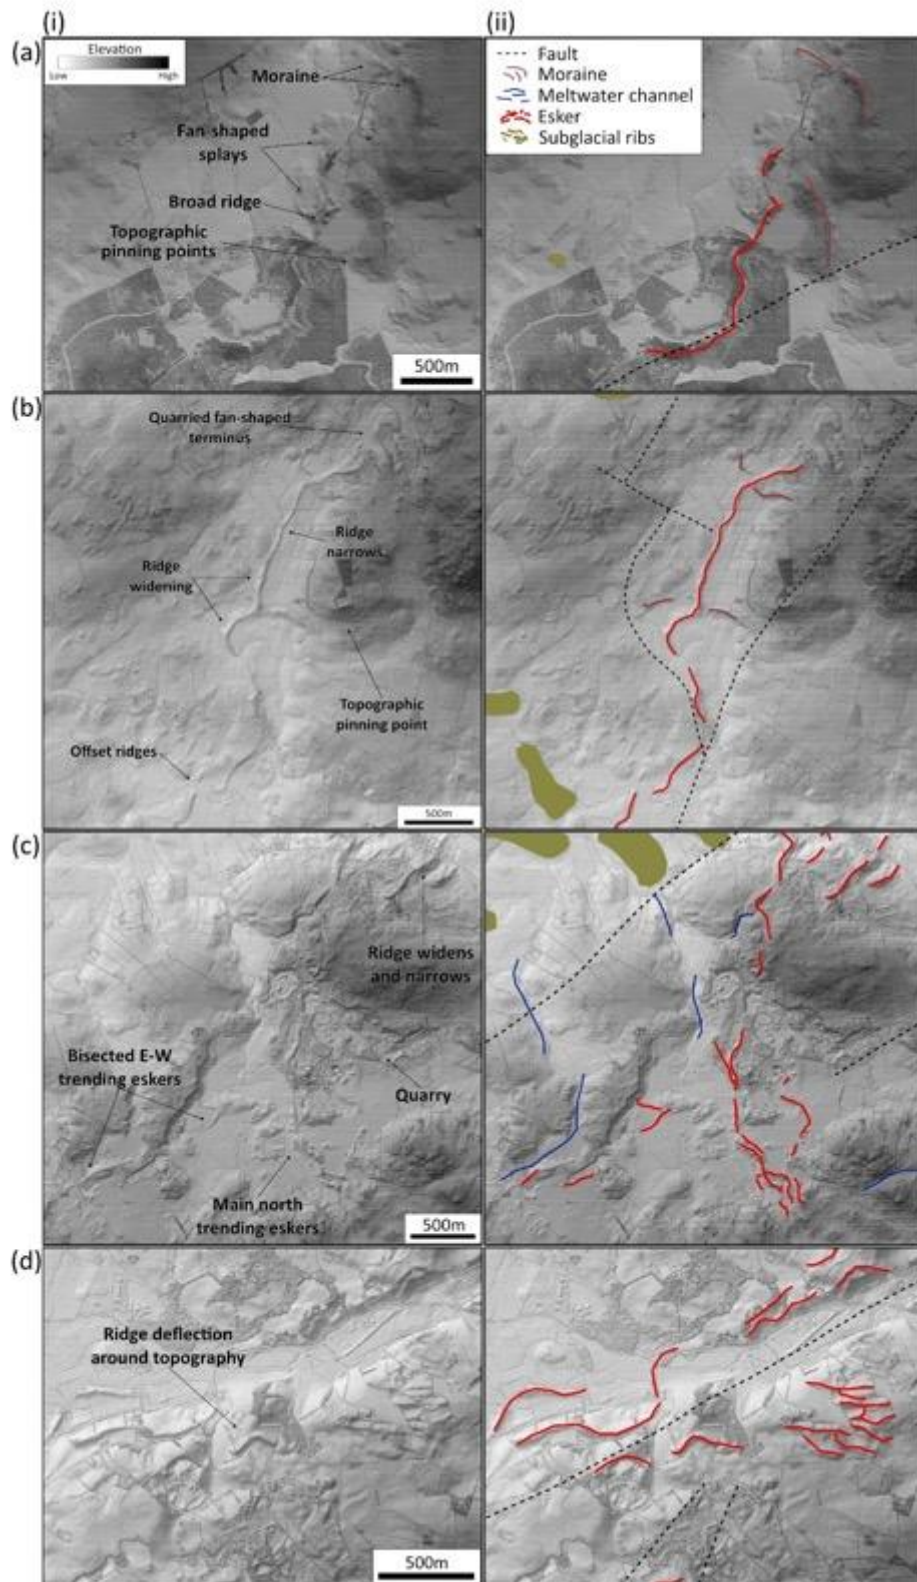 (i)
(ii)
(a)
Elevation
Low
High
Moraine
Fan-shaped
splays
Broad ridge
Topographic
pinning points
500m
Fault
Moraine
Meltwater channel
Esker
Subglacial ribs
(b)
Quarried fan-shaped
terminus
Ridge
narrows
Ridge
widening
Topographic
pinning point
Offset ridges
500m
(c)
Ridge widens
and narrows
Bisected E-W
trending eskers
Quarry
Main north
trending eskers
500m
(d)
Ridge deflection
around topography
500m